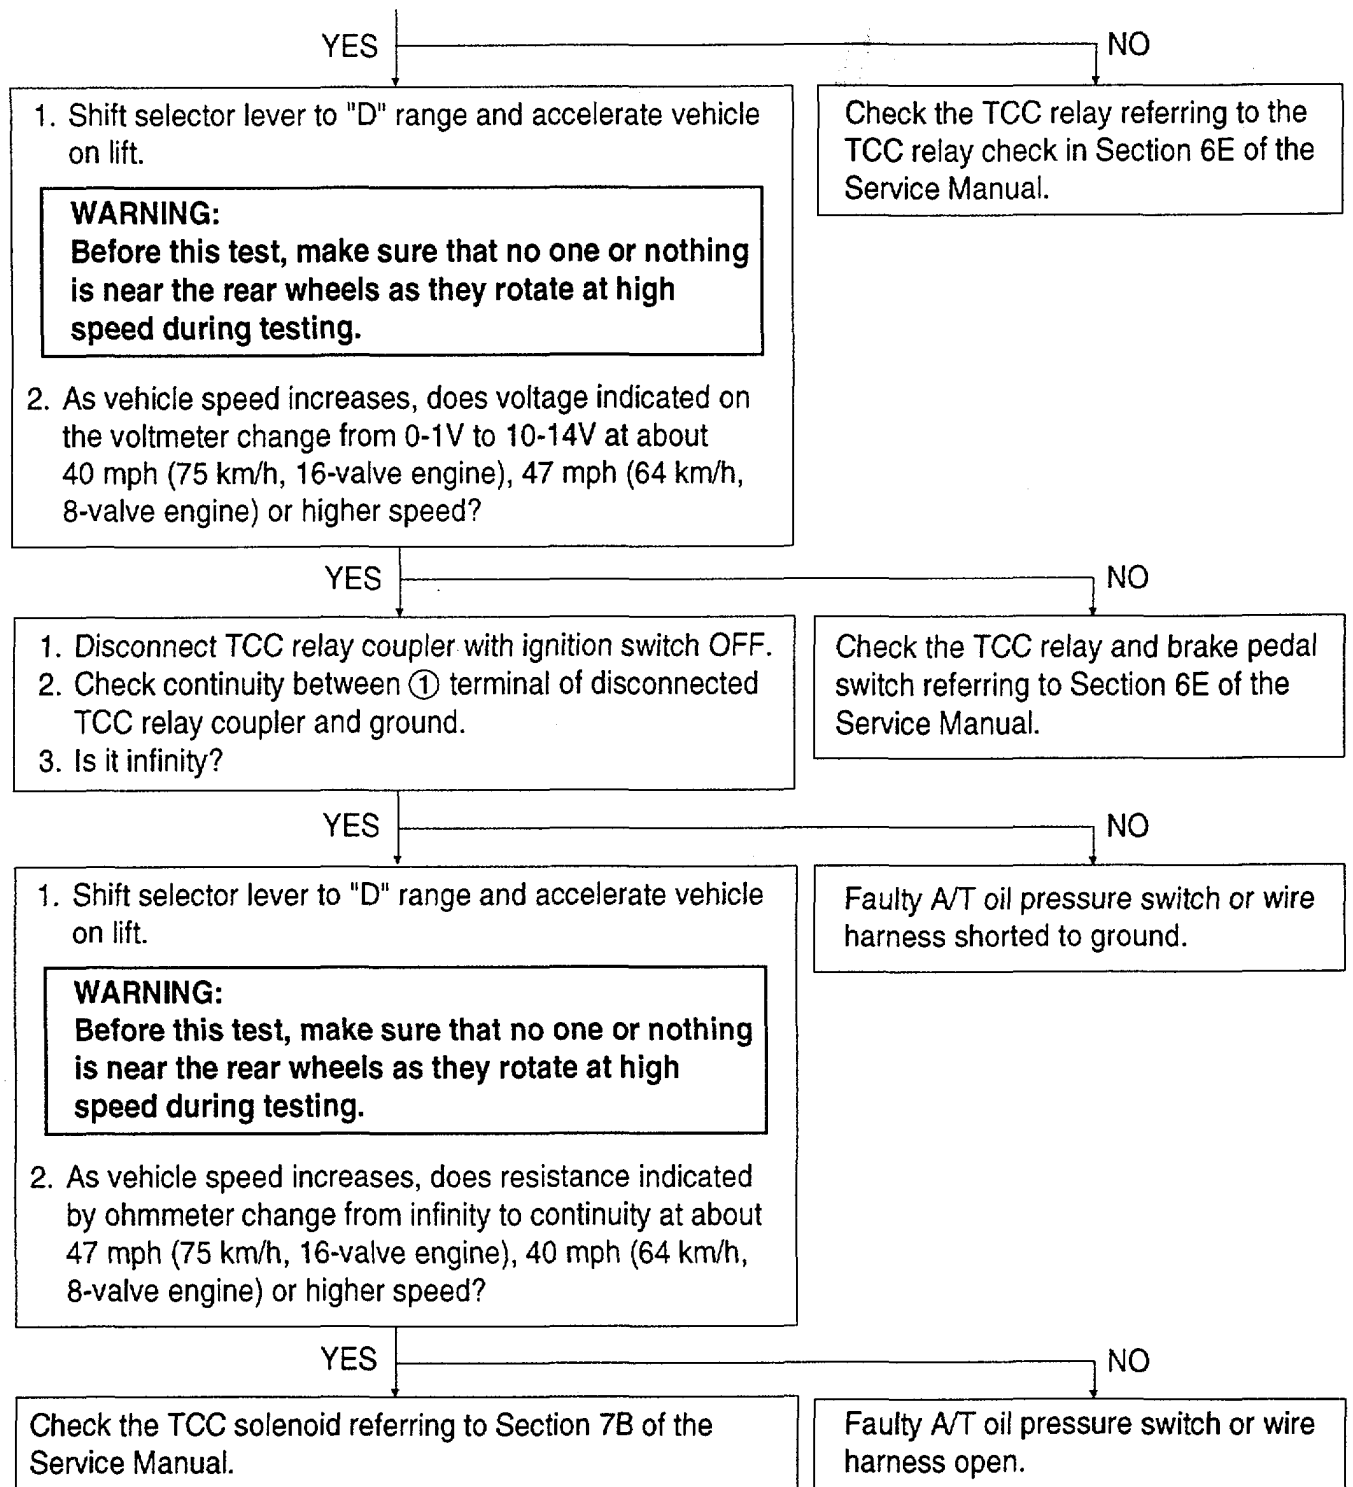 YES
NO
1. Shift selector lever to "D" range and accelerate vehicle
on lift.
WARNING:
Before this test, make sure that no one or nothing
is near the rear wheels as they rotate at high
speed during testing.
2. As vehicle speed increases, does voltage indicated on
the voltmeter change from 0-1V to 10-14V at about
40 mph (75 km/h, 16-valve engine), 47 mph (64 km/h,
8-valve engine) or higher speed?
Check the TCC relay referring to the
TCC relay check in Section 6E of the
Service Manual.
YES
NO
1. Disconnect TCC relay coupler with ignition switch OFF.
2. Check continuity between ① terminal of disconnected
TCC relay coupler and ground.
3. Is it infinity?
Check the TCC relay and brake pedal
switch referring to Section 6E of the
Service Manual.
YES
NO
1. Shift selector lever to "D" range and accelerate vehicle
on lift.
WARNING:
Before this test, make sure that no one or nothing
is near the rear wheels as they rotate at high
speed during testing.
2. As vehicle speed increases, does resistance indicated
by ohmmeter change from infinity to continuity at about
47 mph (75 km/h, 16-valve engine), 40 mph (64 km/h,
8-valve engine) or higher speed?
Faulty A/T oil pressure switch or wire
harness shorted to ground.
YES
NO
Check the TCC solenoid referring to Section 7B of the
Service Manual.
Faulty A/T oil pressure switch or wire
harness open.